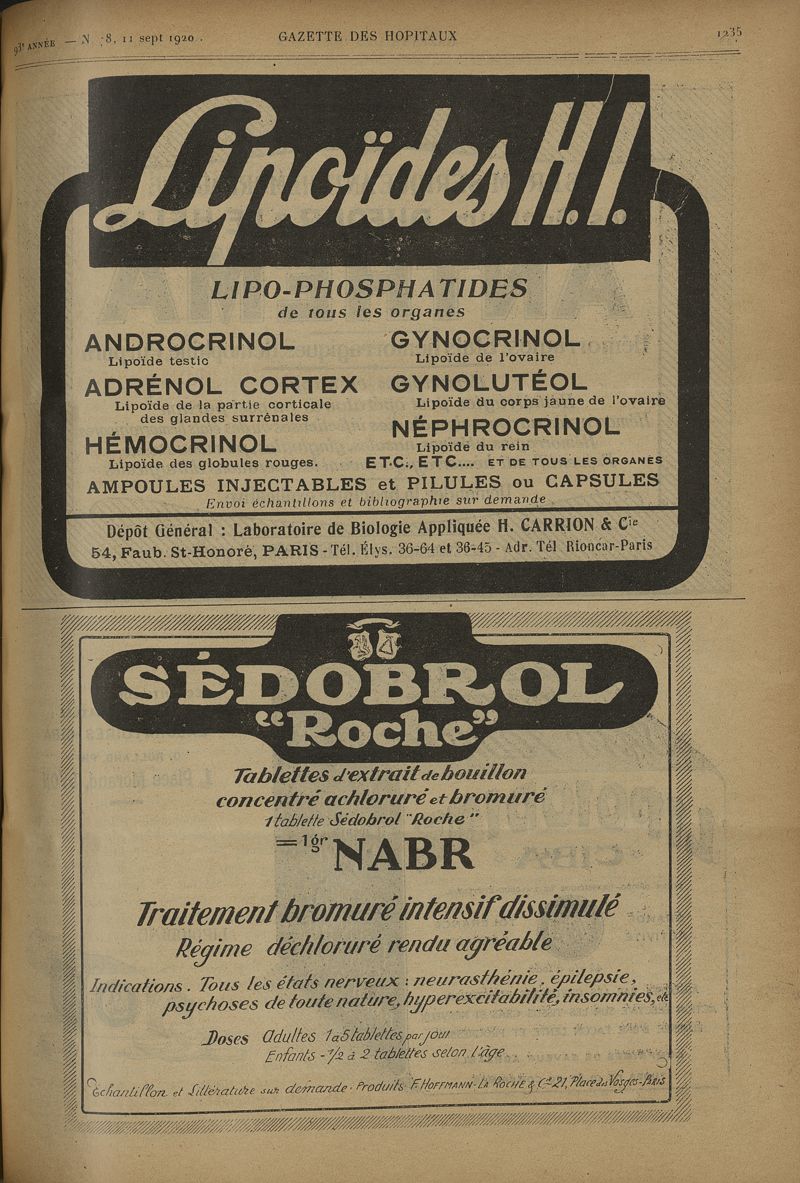 93e ANNÉE — N 78, 11 sept 1920.
GAZETTE DES HOPITAUX
1235
Lipoïdes H.I.
LIPO-PHOSPHATIDES
de tous les organes
ANDROCRINOL
Lipoïde testic
ADRÉNOL CORTEX
Lipoïde de la partie corticale
des glandes surrénales
HÉMOCRINOL
Lipoïde des globules rouges.
GYNOCRINOL
Lipoïde de l'ovaire
GYNOLUTÉOL
Lipoïde du corps jaune de l'ovaire
NÉPHROCRINOL
Lipoïde du rein
ETC., ETC.... ET DE TOUS LES ORGANES
AMPOULES INJECTABLES et PILULES ou CAPSULES
Envoi échantillons et bibliographie sur demande
Dépôt Général : Laboratoire de Biologie Appliquée H. CARRION & Cie
54, Faub. St-Honoré, PARIS - Tél. Élys. 36-64 et 36-45 - Adr. Tél Rioncar-Paris
SÉDOBROL
"Roche"
Tablettes d'extrait de bouillon
concentré achloruré et bromuré
1 tablette Sédobrol "Roche"
= 1gr NABR
Traitement bromuré intensif dissimulé
Régime déchloruré rendu agréable
Indications. Tous les états nerveux : neurasthénie, épilepsie,
psychoses de toute nature, hyperexcitabilité, insomnies, etc
Doses Adultes 1 à 5 tablettes par jour
Enfants - 1/2 à 2 tablettes selon l'âge
Échantillon et Littérature sur demande. Produits F. HOFFMANN-LA ROCHE & Cie 21, Place des Vosges-Paris